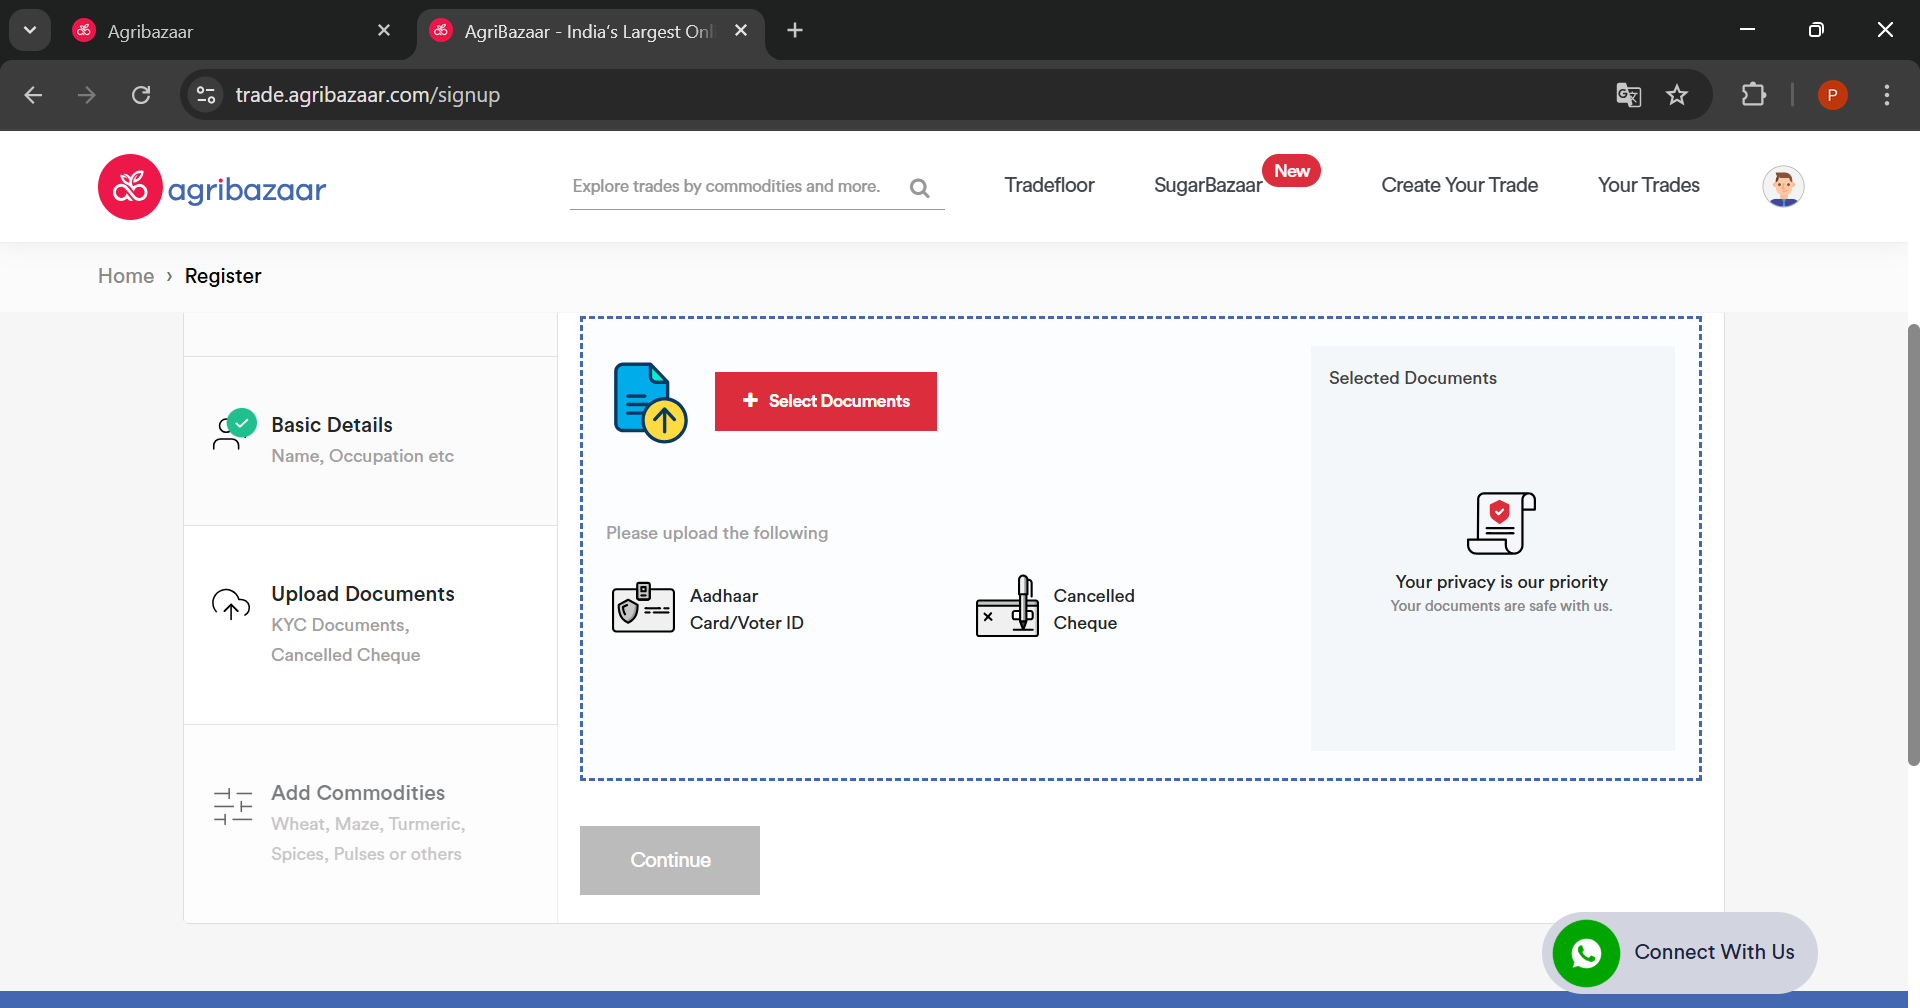 Agribazaar
AgriBazaar - India's Largest Onl
trade.agribazaar.com/signup
P
agribazaar
Explore trades by commodities and more.
Tradefloor
SugarBazaar
New
Create Your Trade
Your Trades
Home › Register
Basic Details
Name, Occupation etc
Upload Documents
KYC Documents,
Cancelled Cheque
Add Commodities
Wheat, Maze, Turmeric,
Spices, Pulses or others
+ Select Documents
Please upload the following
Aadhaar
Card/Voter ID
Cancelled
Cheque
Selected Documents
Your privacy is our priority
Your documents are safe with us.
Continue
Connect With Us